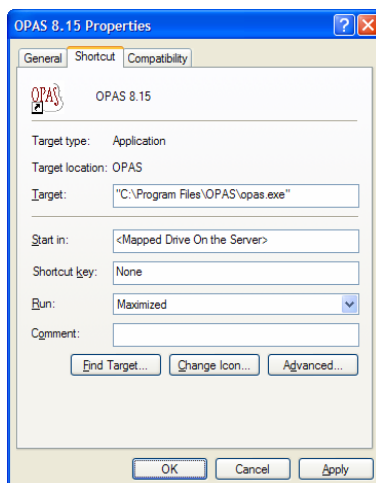 OPAS 8.15 Properties
General Shortcut Compatibility
OPAS OPAS 8.15
Target type: Application
Target location: OPAS
Target: "C:\Program Files\OPAS\opas.exe"
Start in: <Mapped Drive On the Server>
Shortcut key: None
Run: Maximized
Comment:
Find Target... Change Icon... Advanced...
OK Cancel Apply